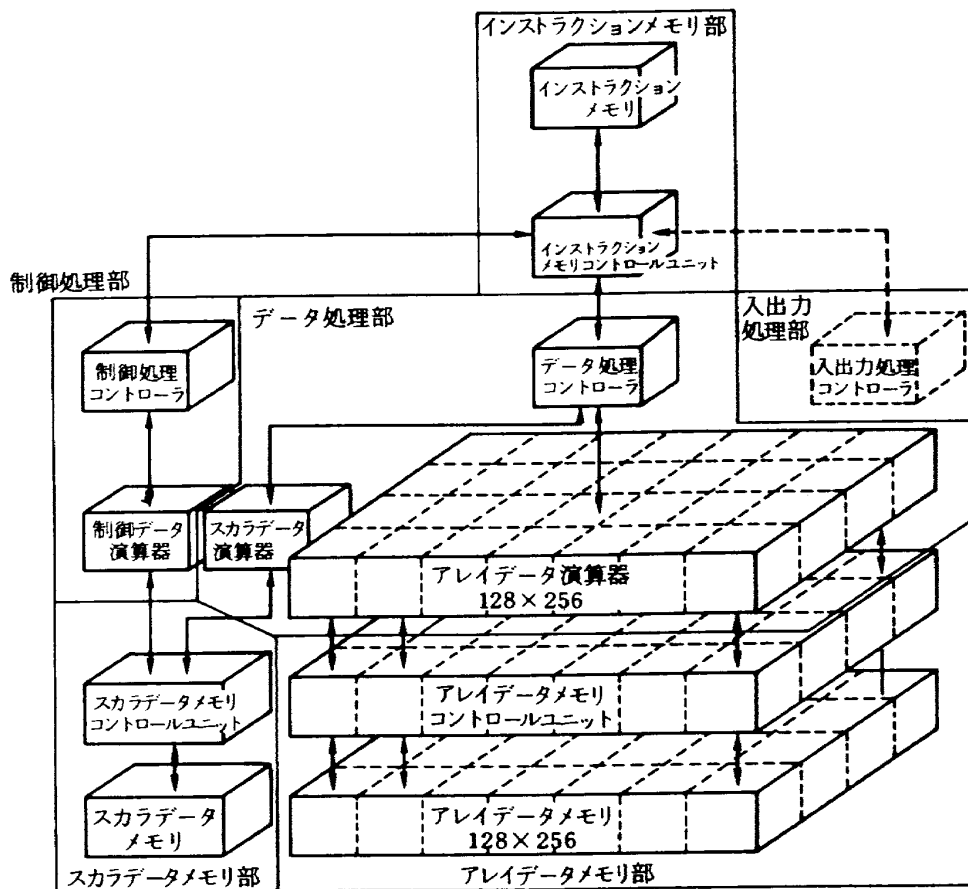 インストラクションメモリ部
インストラクション
メモリ
インストラクション
メモリコントロールユニット
制御処理部
データ処理部
入出力
処理部
制御処理
コントローラ
データ処理
コントローラ
入出力処理
コントローラ
制御データ
演算器
スカラデータ
演算器
アレイデータ演算器
128×256
スカラデータメモリ
コントロールユニット
アレイデータメモリ
コントロールユニット
スカラデータ
メモリ
アレイデータメモリ
128×256
スカラデータメモリ部
アレイデータメモリ部